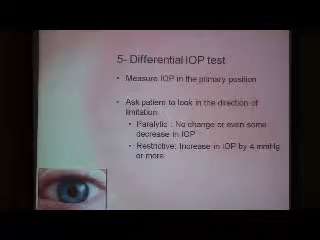 5- Differential IOP test
• Measure IOP in the primary position
• Ask patient to look in the direction of
limitation
• Paralytic : No change or even some
decrease in IOP
• Restrictive: Increase in IOP by 4 mmHg
or more